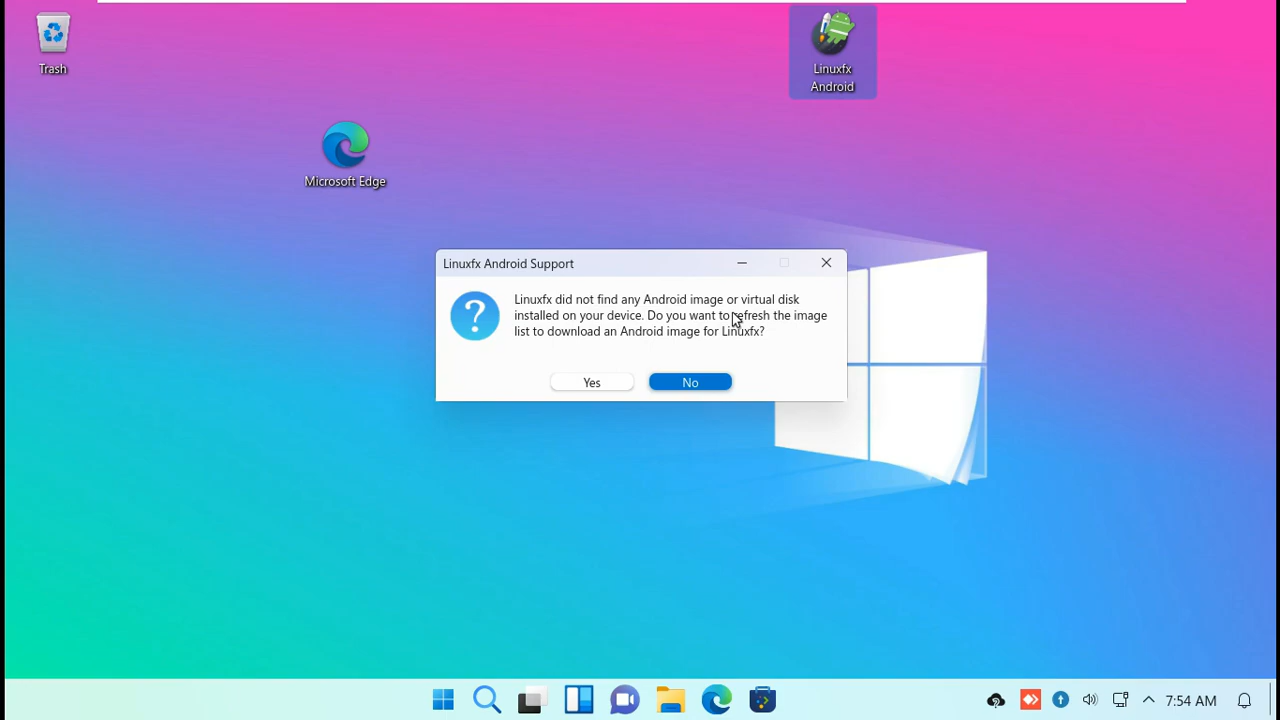 Trash
Linuxfx
Android
Microsoft Edge
Linuxfx Android Support
Linuxfx did not find any Android image or virtual disk
installed on your device. Do you want to refresh the image
list to download an Android image for Linuxfx?
Yes
No
7:54 AM